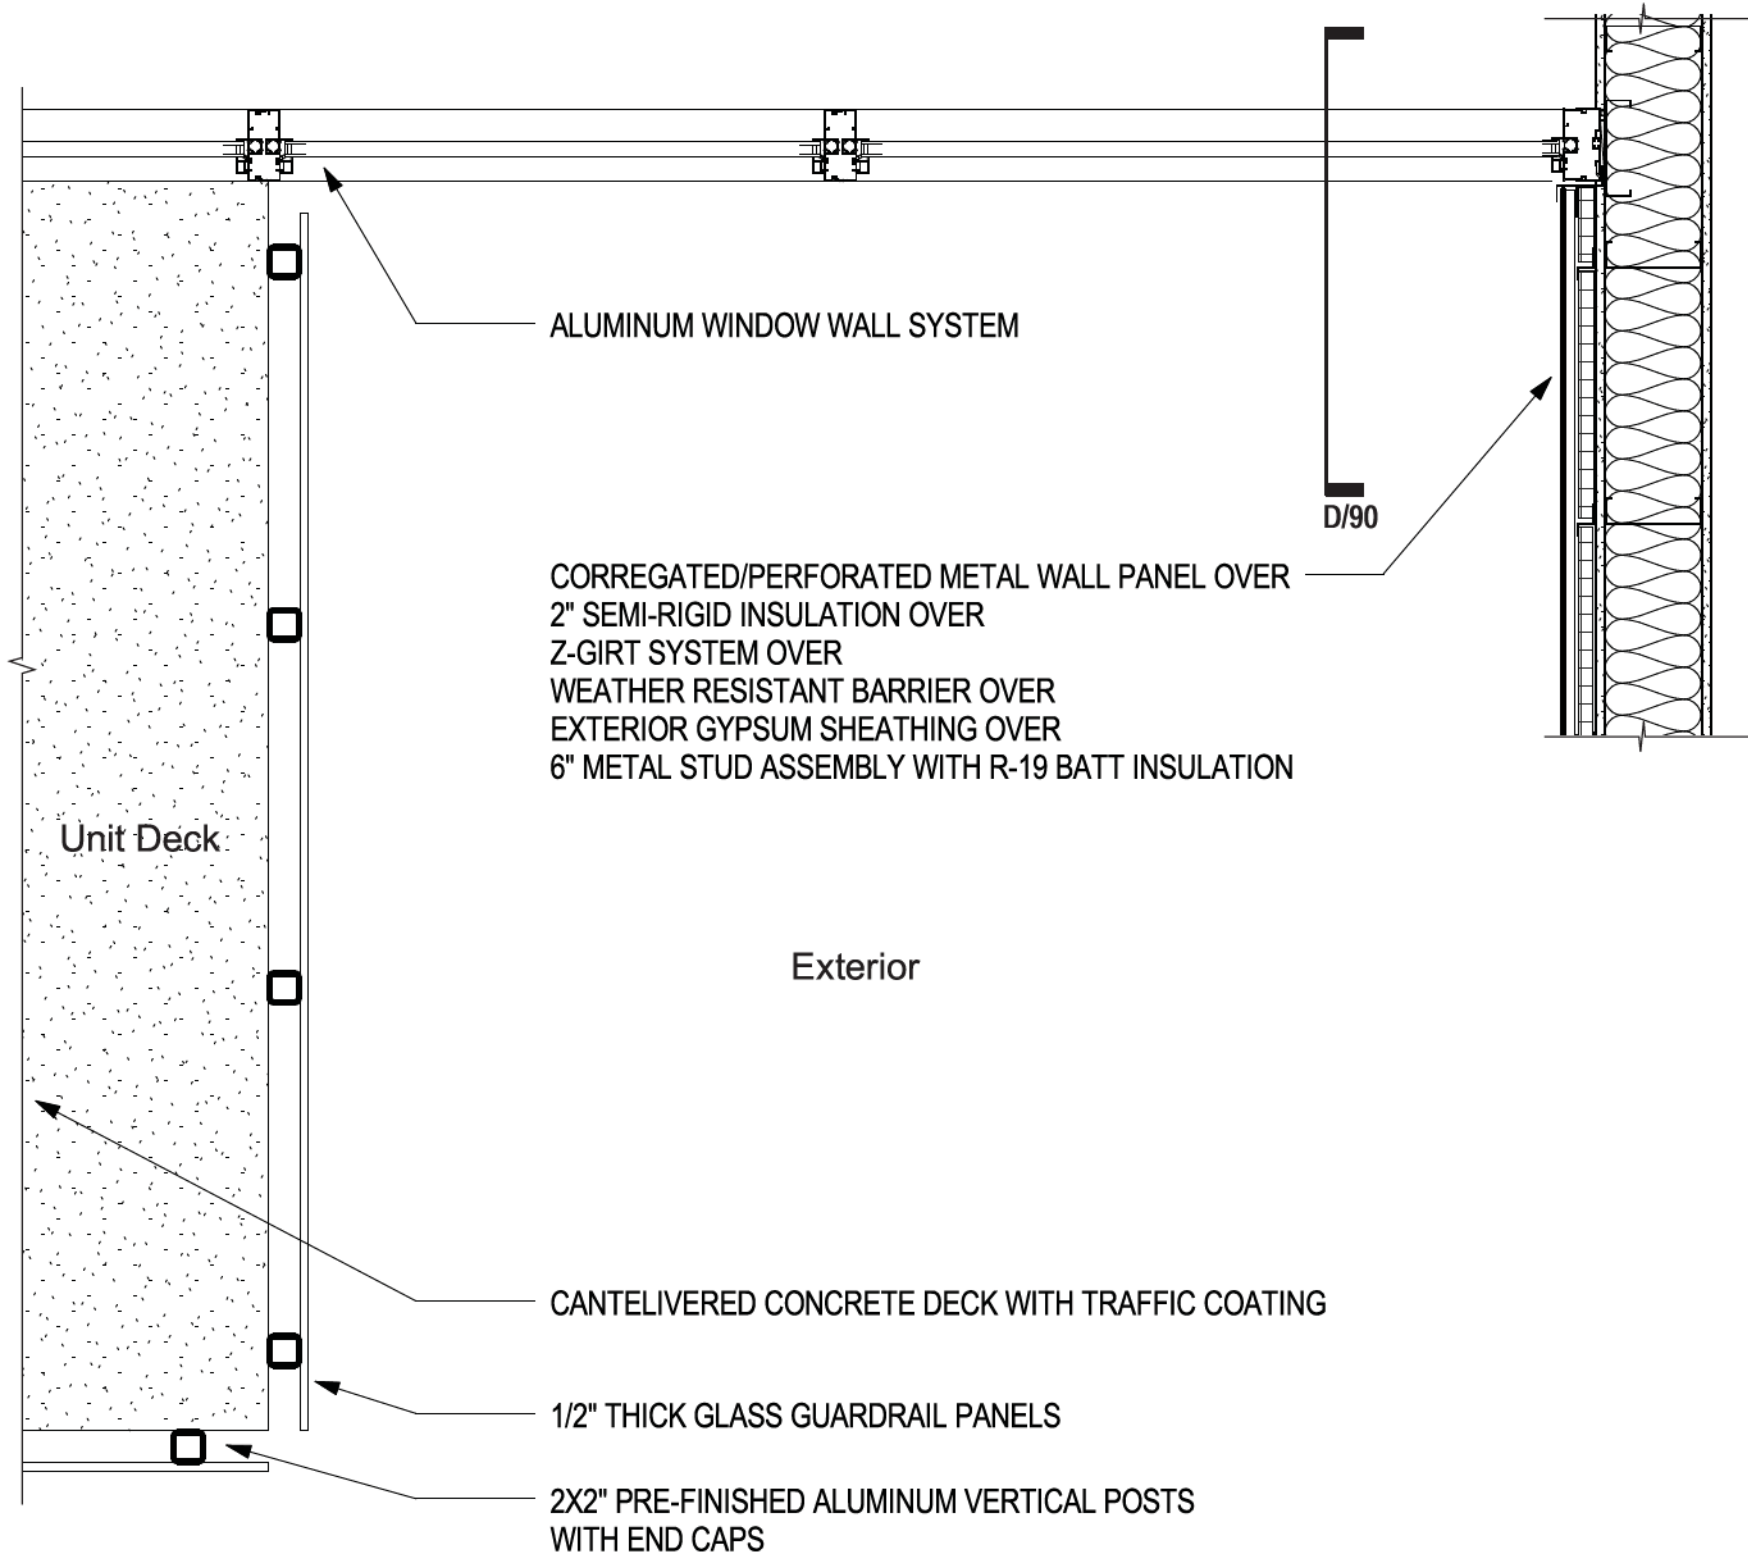 ALUMINUM WINDOW WALL SYSTEM
D/90
CORREGATED/PERFORATED METAL WALL PANEL OVER
2" SEMI-RIGID INSULATION OVER
Z-GIRT SYSTEM OVER
WEATHER RESISTANT BARRIER OVER
EXTERIOR GYPSUM SHEATHING OVER
6" METAL STUD ASSEMBLY WITH R-19 BATT INSULATION
Unit Deck
Exterior
CANTELIVERED CONCRETE DECK WITH TRAFFIC COATING
1/2" THICK GLASS GUARDRAIL PANELS
2X2" PRE-FINISHED ALUMINUM VERTICAL POSTS
WITH END CAPS